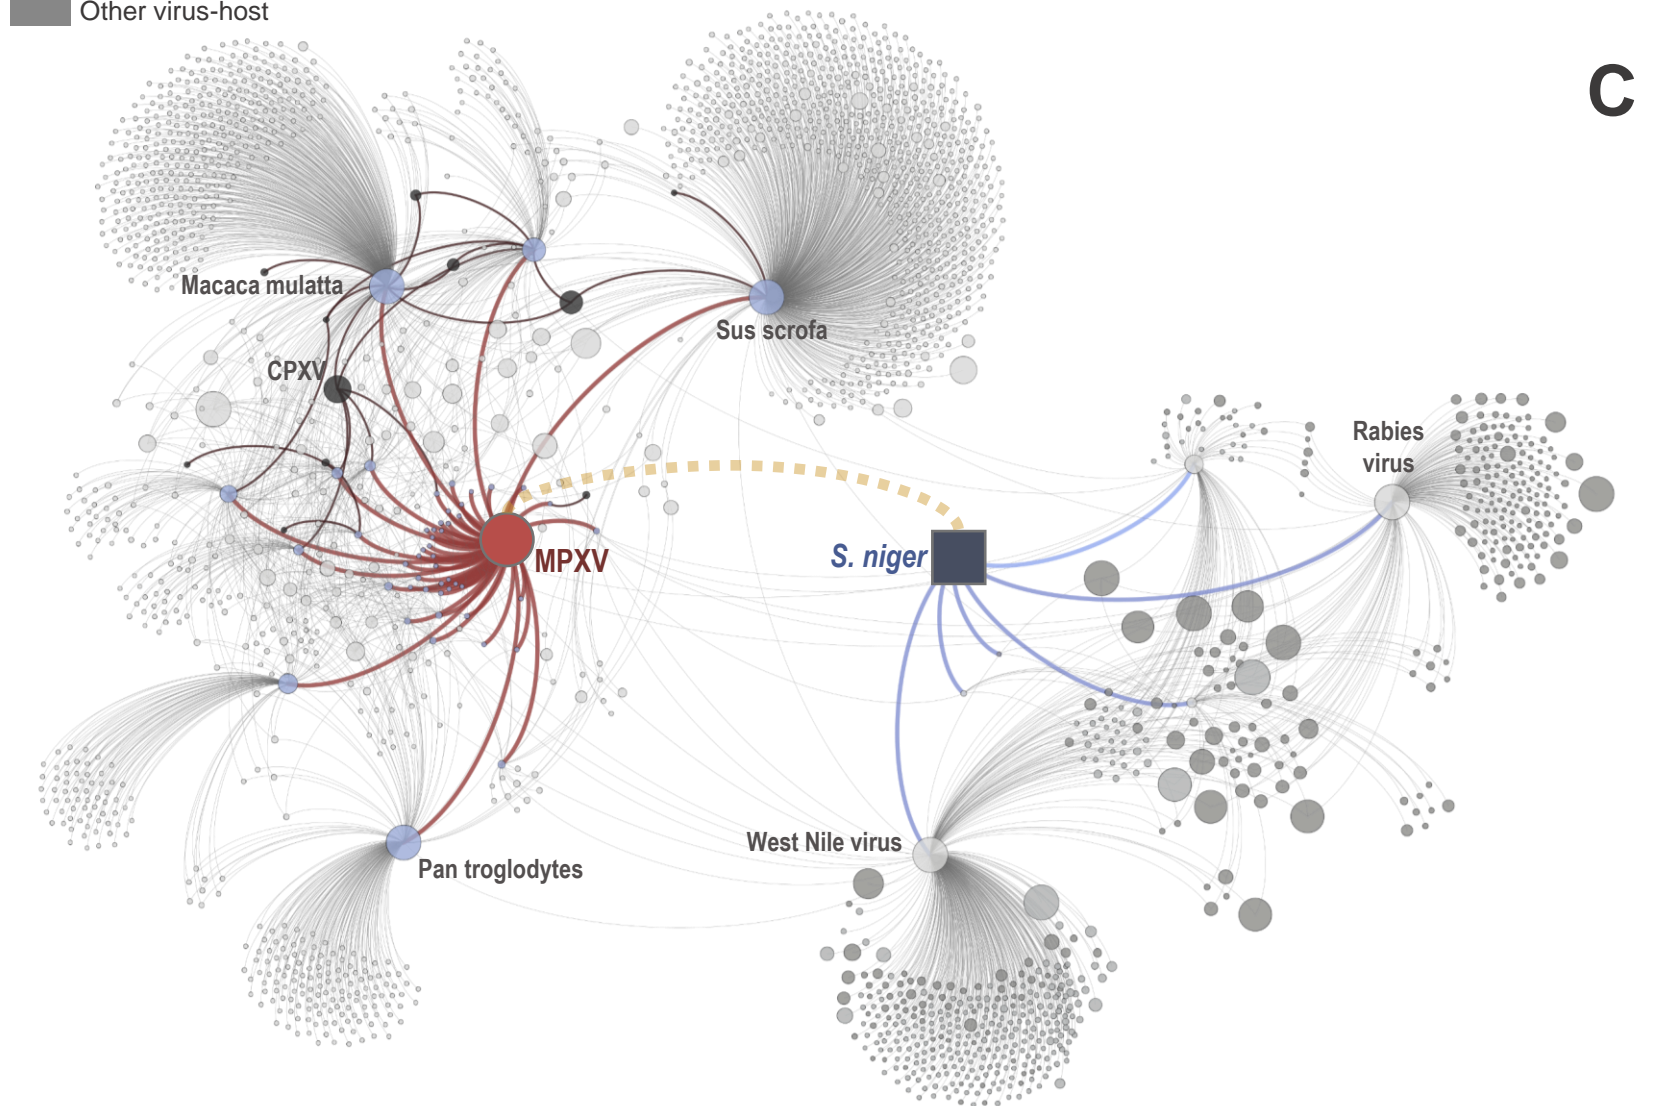 Other virus-host
C
Macaca mulatta
Sus scrofa
CPXV
Rabies
virus
MPXV
S. niger
West Nile virus
Pan troglodytes